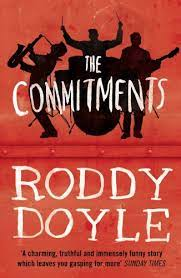 THE
COMMITMENTS
RODDY
DOYLE
'A charming, truthful and immensely funny story
which leaves you gasping for more' SUNDAY TIMES